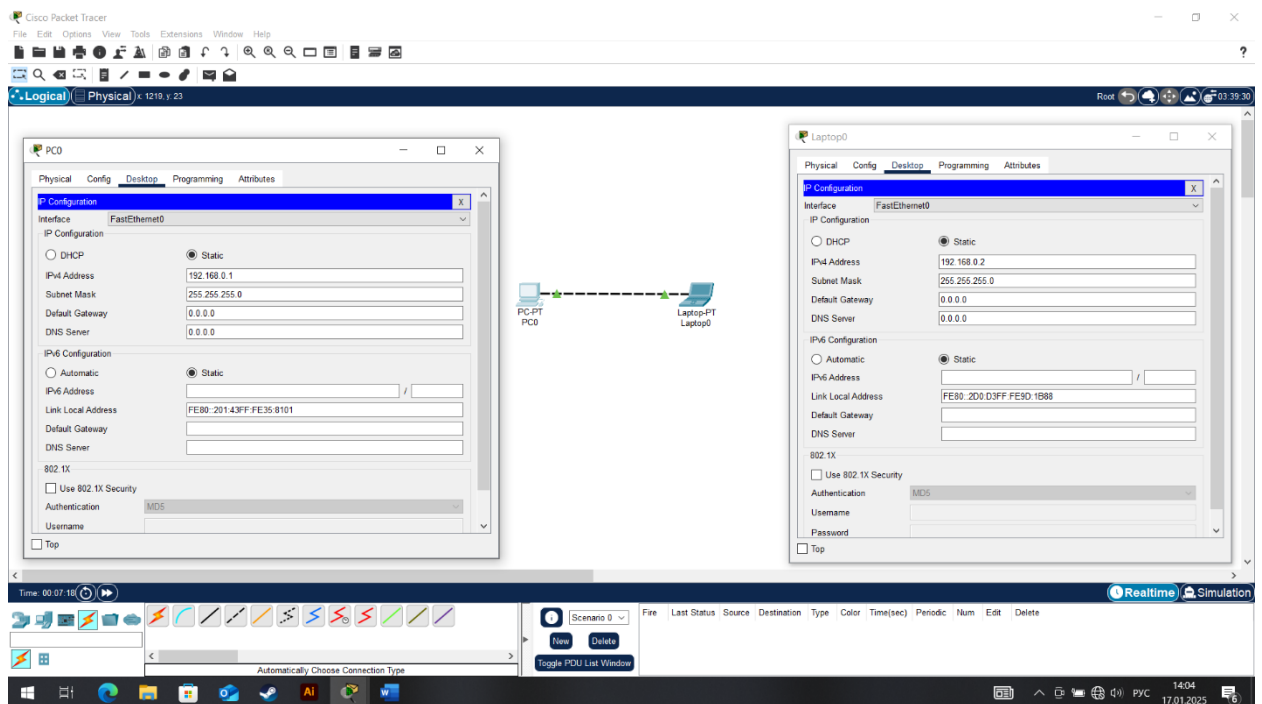 Cisco Packet Tracer
File Edit Options View Tools Extensions Window Help
?
Logical Physical x: 1219, y: 23 Root 03:39:30
PC0
Physical Config Desktop Programming Attributes
IP Configuration X
Interface FastEthernet0
IP Configuration
DHCP Static
IPv4 Address 192.168.0.1
Subnet Mask 255.255.255.0
Default Gateway 0.0.0.0
DNS Server 0.0.0.0
IPv6 Configuration
Automatic Static
IPv6 Address /
Link Local Address FE80::201:43FF:FE35:8101
Default Gateway
DNS Server
802.1X
Use 802.1X Security
Authentication MD5
Username
Top
PC-PT
PC0
Laptop-PT
Laptop0
Laptop0
Physical Config Desktop Programming Attributes
IP Configuration X
Interface FastEthernet0
IP Configuration
DHCP Static
IPv4 Address 192.168.0.2
Subnet Mask 255.255.255.0
Default Gateway 0.0.0.0
DNS Server 0.0.0.0
IPv6 Configuration
Automatic Static
IPv6 Address /
Link Local Address FE80::2D0:D3FF:FE9D:1B88
Default Gateway
DNS Server
802.1X
Use 802.1X Security
Authentication MD5
Username
Password
Top
Time: 00:07:18 Realtime Simulation
Scenario 0
New Delete
Toggle PDU List Window
Fire Last Status Source Destination Type Color Time(sec) Periodic Num Edit Delete
Automatically Choose Connection Type
Ai W РУС 14:04
17.01.2025 6